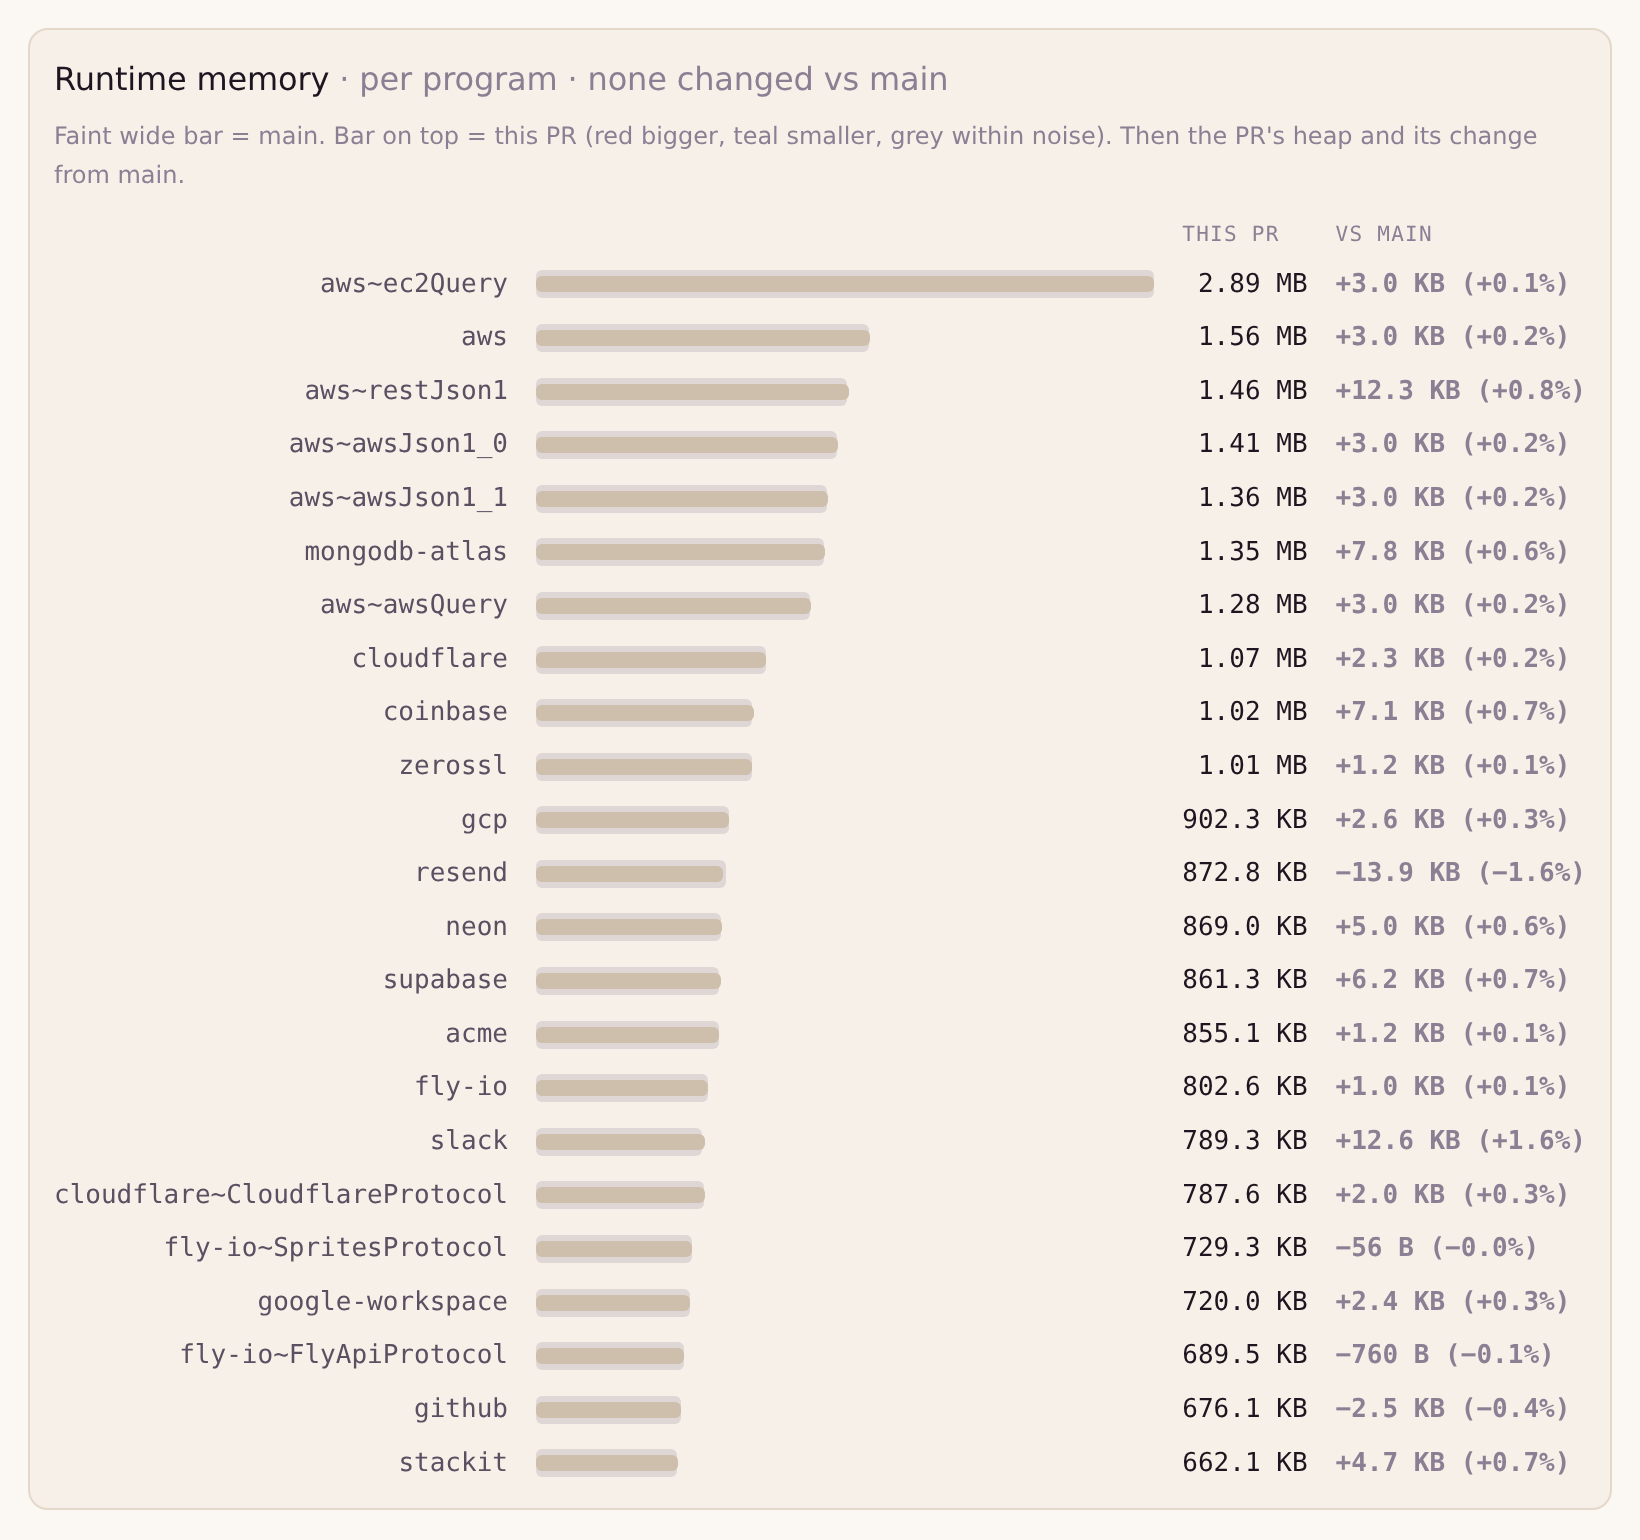 Runtime memory · per program · none changed vs main
Faint wide bar = main. Bar on top = this PR (red bigger, teal smaller, grey within noise). Then the PR's heap and its change
from main.
THIS PR VS MAIN
aws~ec2Query 2.89 MB +3.0 KB (+0.1%)
aws 1.56 MB +3.0 KB (+0.2%)
aws~restJson1 1.46 MB +12.3 KB (+0.8%)
aws~awsJson1_0 1.41 MB +3.0 KB (+0.2%)
aws~awsJson1_1 1.36 MB +3.0 KB (+0.2%)
mongodb-atlas 1.35 MB +7.8 KB (+0.6%)
aws~awsQuery 1.28 MB +3.0 KB (+0.2%)
cloudflare 1.07 MB +2.3 KB (+0.2%)
coinbase 1.02 MB +7.1 KB (+0.7%)
zerossl 1.01 MB +1.2 KB (+0.1%)
gcp 902.3 KB +2.6 KB (+0.3%)
resend 872.8 KB −13.9 KB (−1.6%)
neon 869.0 KB +5.0 KB (+0.6%)
supabase 861.3 KB +6.2 KB (+0.7%)
acme 855.1 KB +1.2 KB (+0.1%)
fly-io 802.6 KB +1.0 KB (+0.1%)
slack 789.3 KB +12.6 KB (+1.6%)
cloudflare~CloudflareProtocol 787.6 KB +2.0 KB (+0.3%)
fly-io~SpritesProtocol 729.3 KB −56 B (−0.0%)
google-workspace 720.0 KB +2.4 KB (+0.3%)
fly-io~FlyApiProtocol 689.5 KB −760 B (−0.1%)
github 676.1 KB −2.5 KB (−0.4%)
stackit 662.1 KB +4.7 KB (+0.7%)